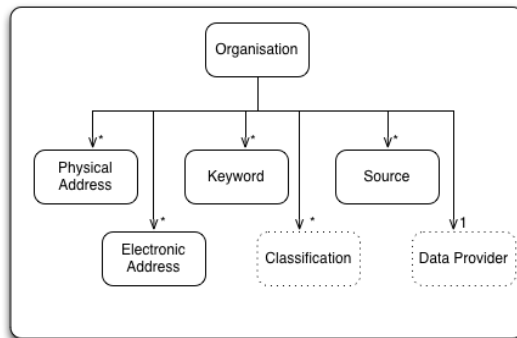 Organisation
* * *
Physical
Address
Keyword
Source
* * 1
Electronic
Address
Classification
Data Provider